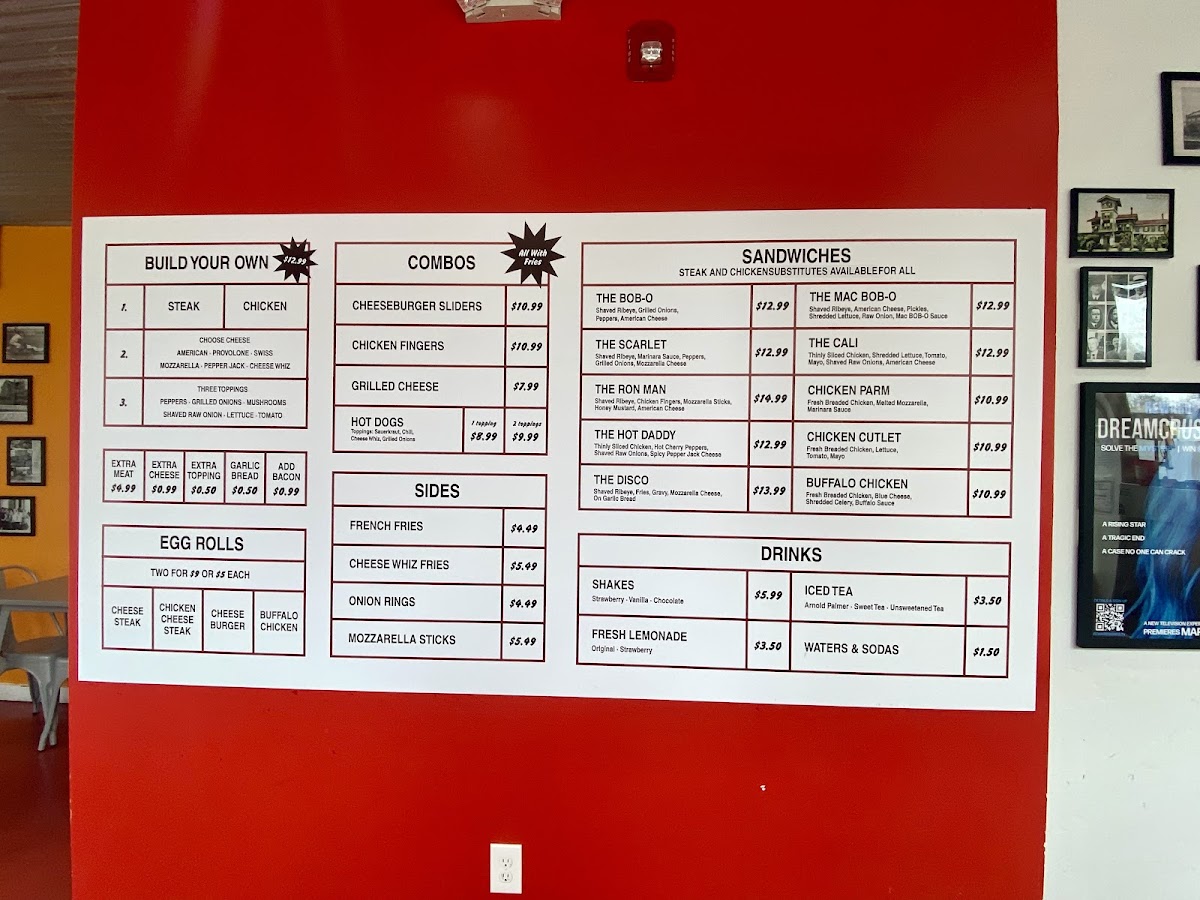 BUILD YOUR OWN $12.99
1. STEAK CHICKEN
2. CHOOSE CHEESE
AMERICAN - PROVOLONE - SWISS
MOZZARELLA - PEPPER JACK - CHEESE WHIZ
3. THREE TOPPINGS
PEPPERS - GRILLED ONIONS - MUSHROOMS
SHAVED RAW ONION - LETTUCE - TOMATO
EXTRA MEAT $4.99
EXTRA CHEESE $0.99
EXTRA TOPPING $0.50
GARLIC BREAD $0.50
ADD BACON $0.99
EGG ROLLS
TWO FOR $9 OR $5 EACH
CHEESE STEAK
CHICKEN CHEESE STEAK
CHEESE BURGER
BUFFALO CHICKEN
COMBOS
All With Fries
CHEESEBURGER SLIDERS $10.99
CHICKEN FINGERS $10.99
GRILLED CHEESE $7.99
HOT DOGS
Toppings: Sauerkraut, Chili,
Cheese Whiz, Grilled Onions
1 topping $8.99
2 toppings $9.99
SIDES
FRENCH FRIES $4.49
CHEESE WHIZ FRIES $5.49
ONION RINGS $4.49
MOZZARELLA STICKS $5.49
SANDWICHES
STEAK AND CHICKENSUBSTITUTES AVAILABLE FOR ALL
THE BOB-O $12.99
Shaved Ribeye, Grilled Onions,
Peppers, American Cheese
THE SCARLET $12.99
Shaved Ribeye, Marinara Sauce, Peppers,
Grilled Onions, Mozzarella Cheese
THE RON MAN $14.99
Shaved Ribeye, Chicken Fingers, Mozzarella Sticks,
Honey Mustard, American Cheese
THE HOT DADDY $12.99
Thinly Sliced Chicken, Hot Cherry Peppers,
Shaved Raw Onions, Spicy Pepper Jack Cheese
THE DISCO $13.99
Shaved Ribeye, Fries, Gravy, Mozzarella Cheese,
On Garlic Bread
THE MAC BOB-O $12.99
Shaved Ribeye, American Cheese, Pickles,
Shredded Lettuce, Raw Onion, Mac BOB-O Sauce
THE CALI $12.99
Thinly Sliced Chicken, Shredded Lettuce, Tomato,
Mayo, Shaved Raw Onions, American Cheese
CHICKEN PARM $10.99
Fresh Breaded Chicken, Melted Mozzarella,
Marinara Sauce
CHICKEN CUTLET $10.99
Fresh Breaded Chicken, Lettuce,
Tomato, Mayo
BUFFALO CHICKEN $10.99
Fresh Breaded Chicken, Blue Cheese,
Shredded Celery, Buffalo Sauce
DRINKS
SHAKES $5.99
Strawberry - Vanilla - Chocolate
FRESH LEMONADE $3.50
Original - Strawberry
ICED TEA $3.50
Arnold Palmer - Sweet Tea - Unsweetened Tea
WATERS & SODAS $1.50
DREAMCRUS
SOLVE THE MYSTERY | WIN
A RISING STAR
A TRAGIC END
A CASE NO ONE CAN CRACK
A NEW TELEVISION EXPER
PREMIERES MAR